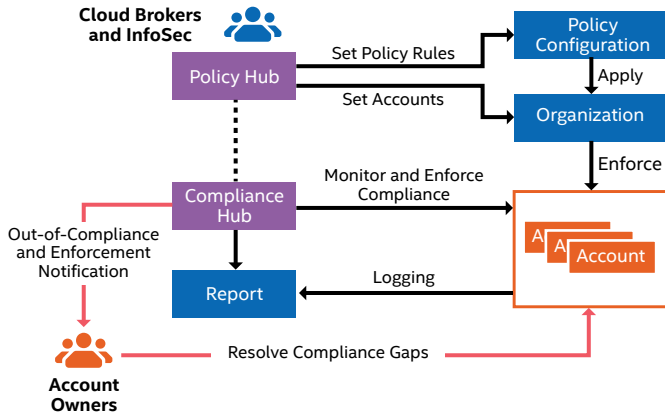 Cloud Brokers
and InfoSec
Policy Hub
Set Policy Rules
Set Accounts
Policy
Configuration
Apply
Organization
Enforce
Monitor and Enforce
Compliance
Compliance
Hub
Out-of-Compliance
and Enforcement
Notification
A
A
Account
Logging
Report
Resolve Compliance Gaps
Account
Owners